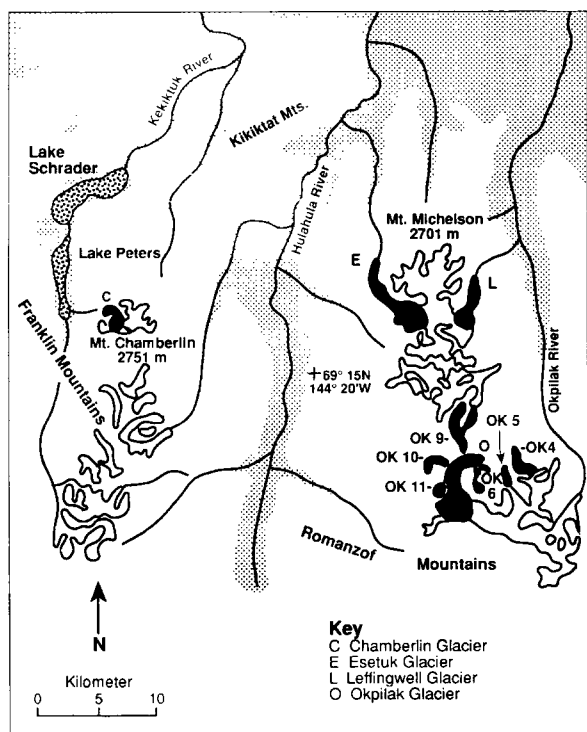 Kekiktuk River
Kikiktat Mts.
Lake
Schrader
Hulahula River
Mt. Michelson
2701 m
Lake Peters
E
L
C
Mt. Chamberlin
2751 m
Franklin Mountains
69° 15N
144° 20'W
Okpilak River
OK 5
OK 9-
O
-OK4
OK 10-
OK
6
OK 11-
Romanzof
Mountains
N
Key
C Chamberlin Glacier
E Esetuk Glacier
L Leffingwell Glacier
O Okpilak Glacier
Kilometer
0 5 10